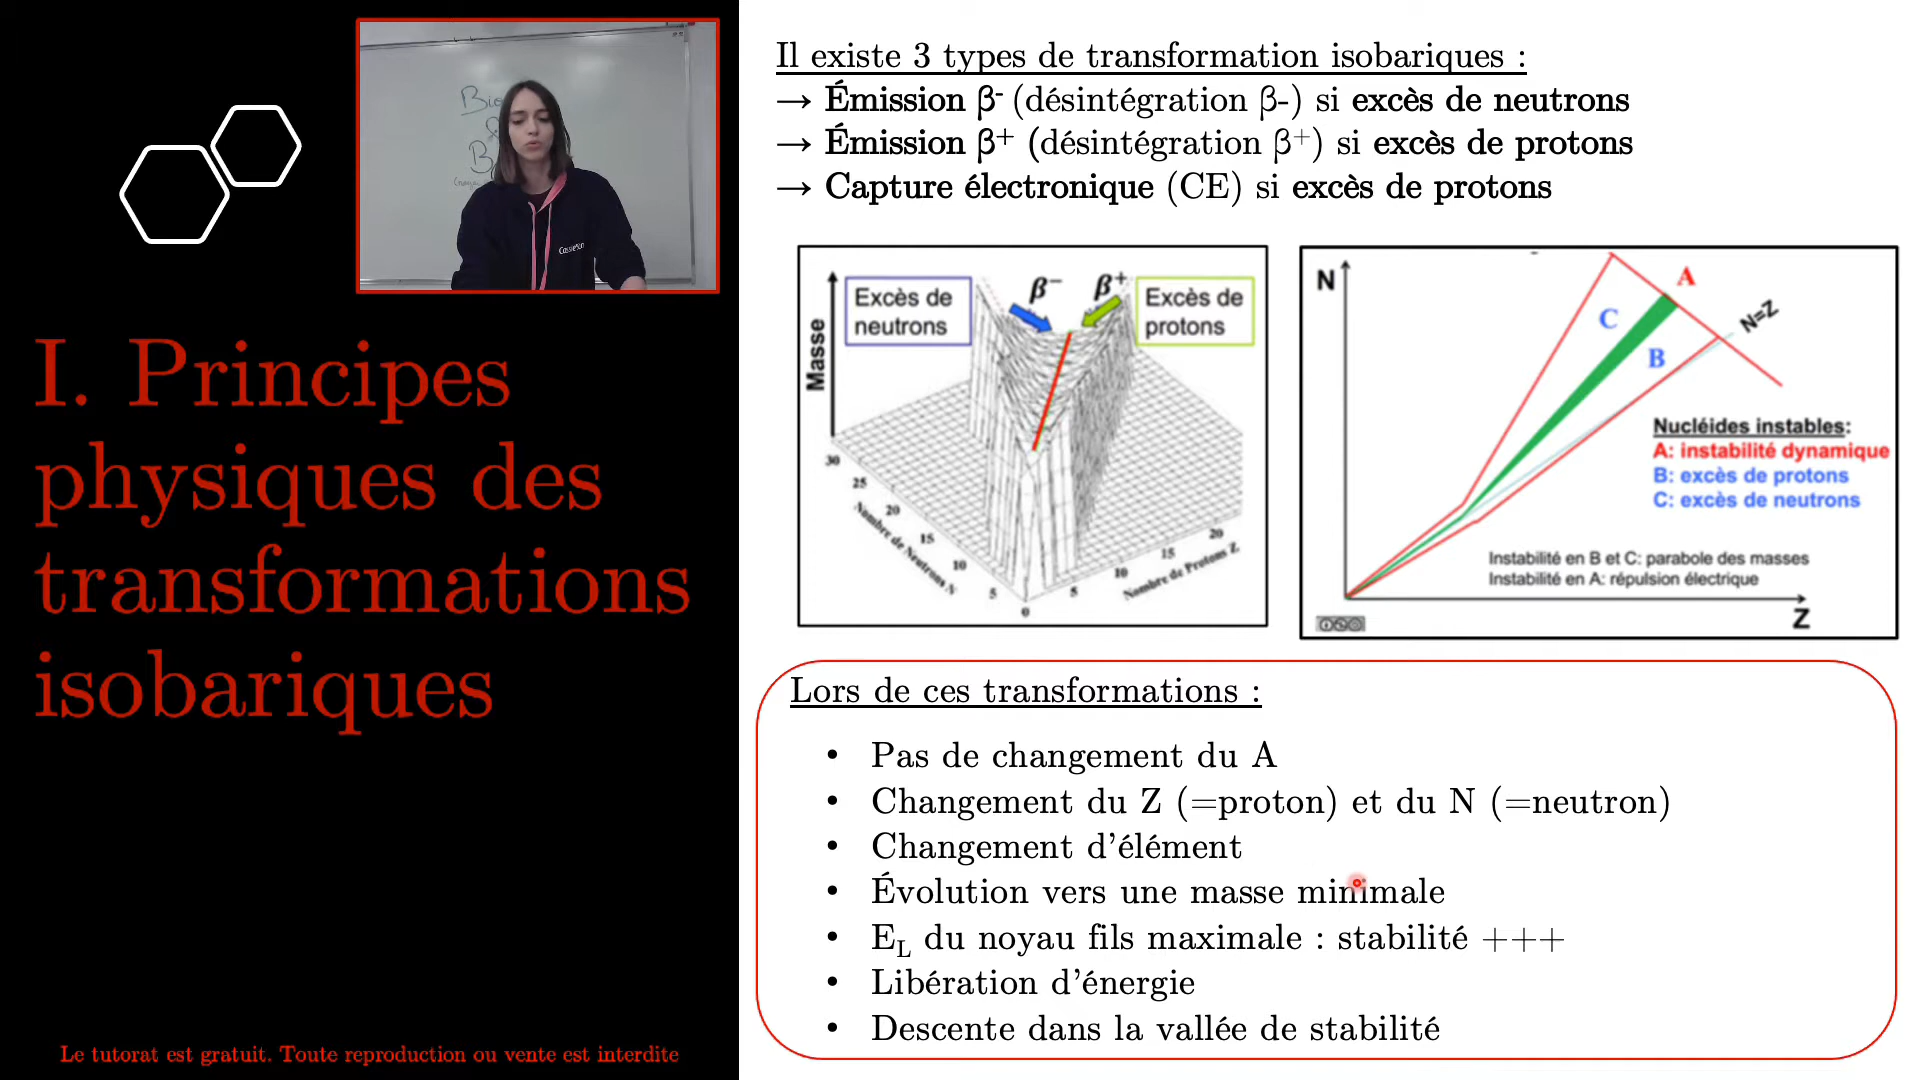 I. Principes
physiques des
transformations
isobariques
Le tutorat est gratuit. Toute reproduction ou vente est interdite
Il existe 3 types de transformation isobariques :
→ Émission β- (désintégration β-) si excès de neutrons
→ Émission β+ (désintégration β+) si excès de protons
→ Capture électronique (CE) si excès de protons
Masse
Excès de
neutrons
β−
β+
Excès de
protons
30
25
20
15
10
5
0
5
10
15
20
Nombre de Neutrons N
Nombre de Protons Z
N
A
C
B
N=Z
Nucléides instables:
A: instabilité dynamique
B: excès de protons
C: excès de neutrons
Instabilité en B et C: parabole des masses
Instabilité en A: répulsion électrique
Z
Lors de ces transformations :
• Pas de changement du A
• Changement du Z (=proton) et du N (=neutron)
• Changement d'élément
• Évolution vers une masse minimale
• EL du noyau fils maximale : stabilité +++
• Libération d'énergie
• Descente dans la vallée de stabilité